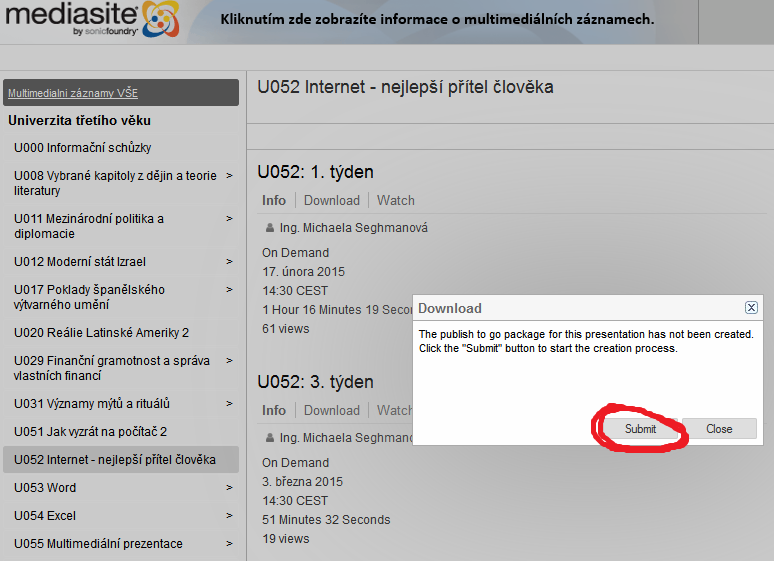 mediasite
by sonicfoundry
Kliknutím zde zobrazíte informace o multimediálních záznamech.
Multimedialni záznamy VŠE
Univerzita třetího věku
U000 Informační schůzky
U008 Vybrané kapitoly z dějin a teorie >
literatury
U011 Mezinárodní politika a >
diplomacie
U012 Moderní stát Izrael >
U017 Poklady španělského >
výtvarného umění
U020 Reálie Latinské Ameriky 2
U029 Finanční gramotnost a správa >
vlastních financí
U031 Významy mýtů a rituálů >
U051 Jak vyzrát na počítač 2
U052 Internet - nejlepší přítel člověka
U053 Word >
U054 Excel >
U055 Multimediální prezentace >
U052 Internet - nejlepší přítel člověka
U052: 1. týden
Info | Download | Watch
Ing. Michaela Seghmanová
On Demand
17. února 2015
14:30 CEST
1 Hour 16 Minutes 19 Secon
61 views
U052: 3. týden
Info | Download | Watch
Ing. Michaela Seghmano
On Demand
3. března 2015
14:30 CEST
51 Minutes 32 Seconds
19 views
Download
The publish to go package for this presentation has not been created.
Click the "Submit" button to start the creation process.
Submit
Close